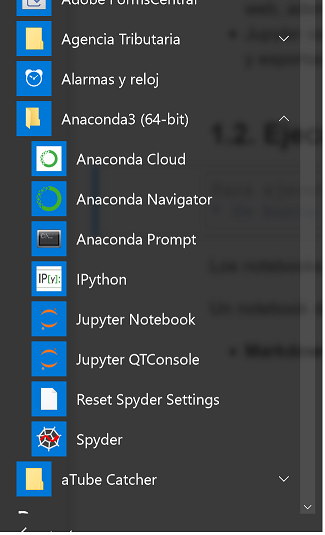 Adobe FormsCentral
Agencia Tributaria
Alarmas y reloj
Anaconda3 (64-bit)
Anaconda Cloud
Anaconda Navigator
Anaconda Prompt
IP[y]:
IPython
Jupyter Notebook
Jupyter QTConsole
Reset Spyder Settings
Spyder
aTube Catcher
1.2. Ejec